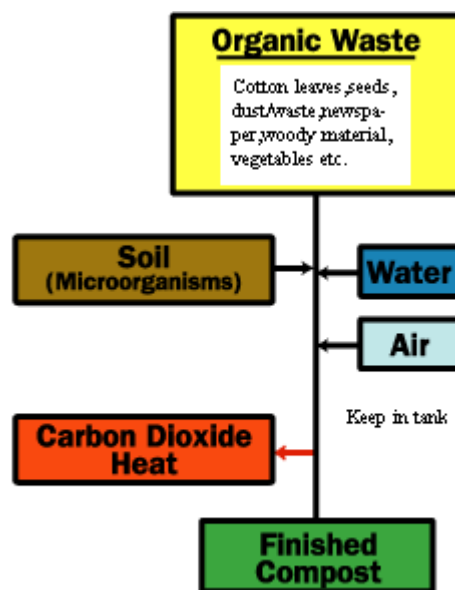 Organic Waste
Cotton leaves,seeds,
dust/waste,newspa-
per,woody material,
vegetables etc.
Soil
(Microorganisms)
Water
Air
Keep in tank
Carbon Dioxide
Heat
Finished
Compost